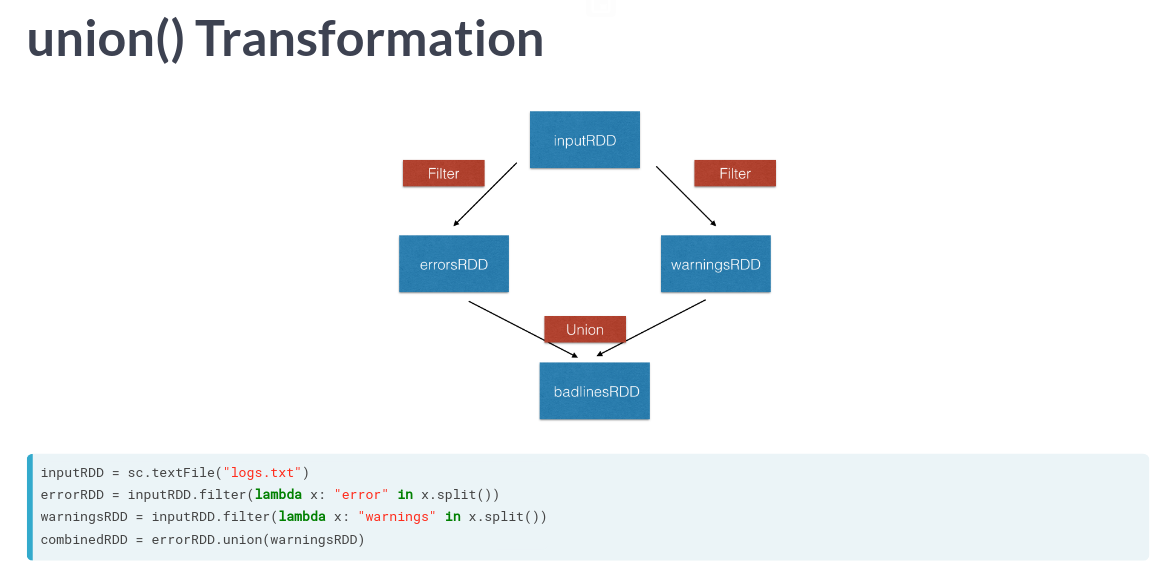 union() Transformation
inputRDD
Filter
Filter
errorsRDD
warningsRDD
Union
badlinesRDD
inputRDD = sc.textFile("logs.txt")
errorRDD = inputRDD.filter(lambda x: "error" in x.split())
warningsRDD = inputRDD.filter(lambda x: "warnings" in x.split())
combinedRDD = errorRDD.union(warningsRDD)